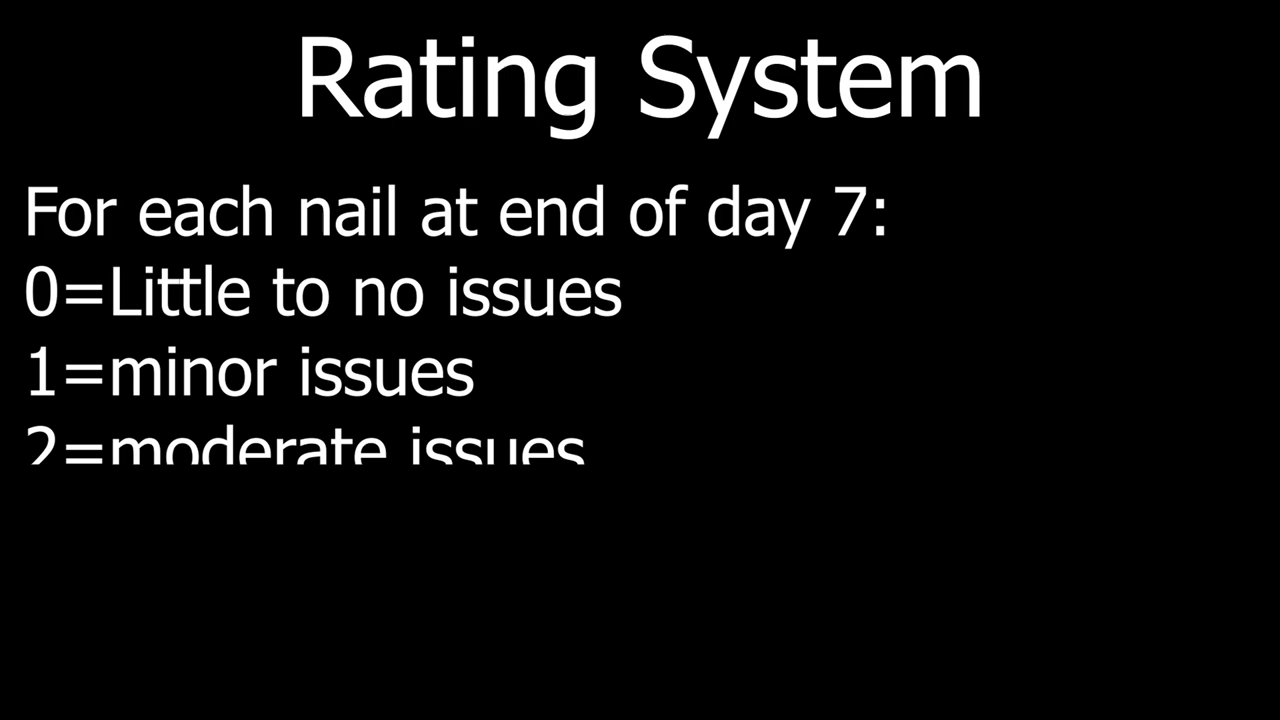 Rating System
For each nail at end of day 7:
0=Little to no issues
1=minor issues
2=moderate issues